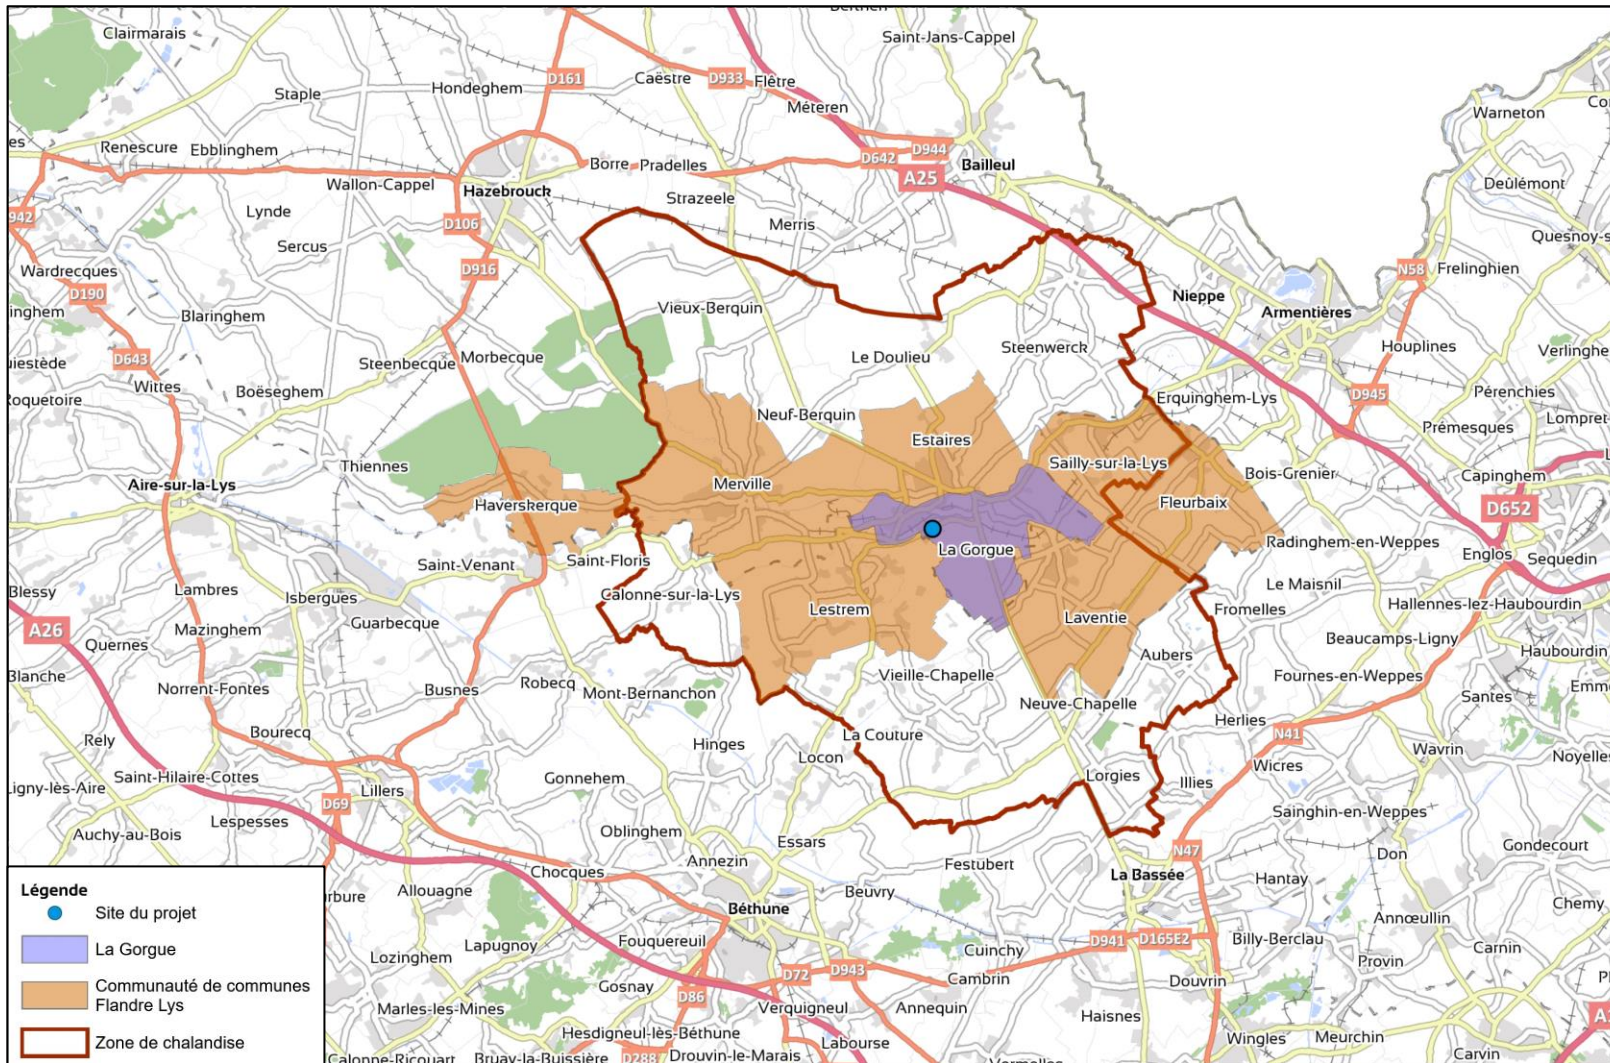 Berthen
Clairmarais
Saint-Jans-Cappel
D161
Caëstre
D933
Flêtre
Hondeghem
Staple
Méteren
Warneton
Renescure
Ebblinghem
Borre
Pradelles
D642
D944
Bailleul
A25
Wallon-Cappel
Hazebrouck
Strazeele
Deûlémont
Lynde
D106
Merris
D942
Sercus
Quesnoy-s
Wardrecques
D916
N58
Frelinghien
D190
Nieppe
inghem
Blaringhem
Vieux-Berquin
Armentières
Steenwerck
Houplines
Verlinghe
D643
Steenbecque
Morbecque
Le Doulieu
uiestède
Wittes
Boëseghem
D945
Pérenchies
Roquetoire
Erquinghem-Lys
Neuf-Berquin
Prémesques
Lompret
Estaires
Thiennes
Sailly-sur-la-Lys
Bois-Grenier
Capinghem
Aire-sur-la-Lys
Merville
Haverskerque
Fleurbaix
D652
La Gorgue
Radinghem-en-Weppes
Englos
Sequedin
Saint-Venant
Saint-Floris
Blessy
Lambres
Isbergues
Calonne-sur-la-Lys
Le Maisnil
Lestrem
Laventie
Fromelles
Hallennes-lez-Haubourdin
A26
Mazinghem
Guarbecque
Quernes
Beaucamps-Ligny
Haubourdin
Aubers
Blanche
Vieille-Chapelle
Fournes-en-Weppes
Norrent-Fontes
Busnes
Robecq
Mont-Bernanchon
Santes
Emme
Neuve-Chapelle
Herlies
Bourecq
La Couture
N41
Rely
Hinges
Wavrin
Noyelles
Locon
Wicres
Saint-Hilaire-Cottes
Gonnehem
Lorgies
Illies
Ligny-lès-Aire
Lillers
D69
Sainghin-en-Weppes
Lespesses
Auchy-au-Bois
Oblinghem
Essars
Gondecourt
N47
Don
Annezin
Festubert
Chocques
La Bassée
Hantay
Légende
Allouagne
Beuvry
Chemy
Site du projet
Béthune
Annœullin
La Gorgue
Lapugnoy
Fouquereuil
D941
D165E2
Billy-Berclau
Cuinchy
Carnin
Lozinghem
Provin
D72
D943
Cambrin
Douvrin
Communauté de communes
Flandre Lys
Gosnay
D86
Marles-les-Mines
Verquigneul
Annequin
Haisnes
Hesdigneul-lès-Béthune
Zone de chalandise
Labourse
Wingles
Meurchin
Calonne-Ricouart
Bruay-la-Buissière
D288
Drouvin-le-Marais
Vermelles
Carvin